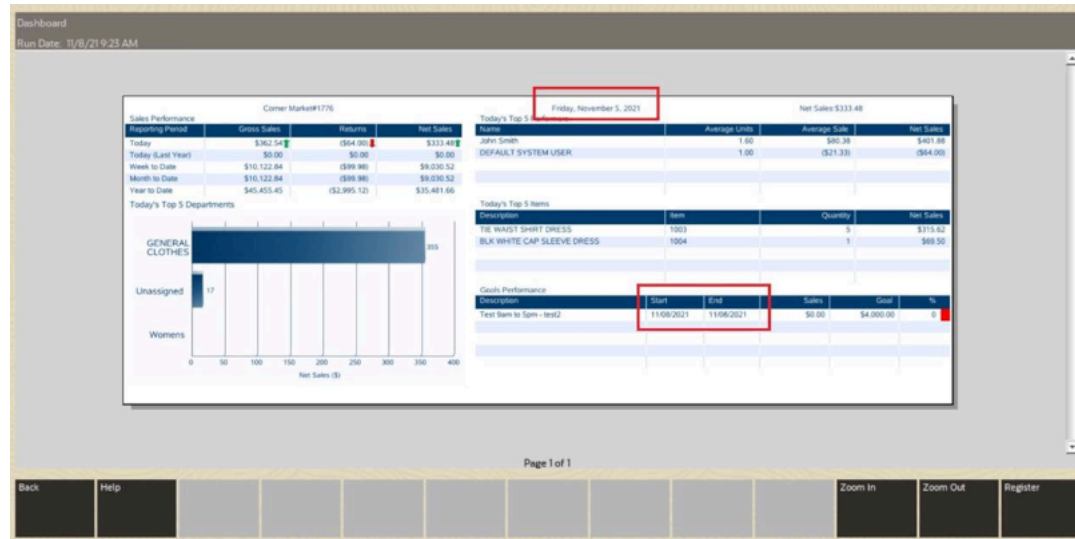 Dashboard
Run Date: 11/8/21 9:23 AM
Corner Market#1776 Friday, November 5, 2021 Net Sales:$333.48
Sales Performance
Reporting Period Gross Sales Returns Net Sales
Today $362.54 ($64.00) $333.48
Today (Last Year) $0.00 $0.00 $0.00
Week to Date $10,122.84 ($99.98) $9,030.52
Month to Date $10,122.84 ($99.98) $9,030.52
Year to Date $45,455.45 ($2,995.12) $35,481.66
Today's Top 5
Name Average Units Average Sale Net Sales
John Smith 1.60 $80.38 $401.88
DEFAULT SYSTEM USER 1.00 ($21.33) ($64.00)
Today's Top 5 Departments
GENERAL CLOTHES 355
Unassigned 17
Womens
0 50 100 150 200 250 300 350 400
Net Sales ($)
Today's Top 5 Items
Description Item Quantity Net Sales
TIE WAIST SHIRT DRESS 1003 5 $315.62
BLK WHITE CAP SLEEVE DRESS 1004 1 $69.50
Goals Performance
Description Start End Sales Goal %
Test 9am to 5pm - test2 11/08/2021 11/08/2021 $0.00 $4,000.00 0
Page 1 of 1
Back Help Zoom In Zoom Out Register